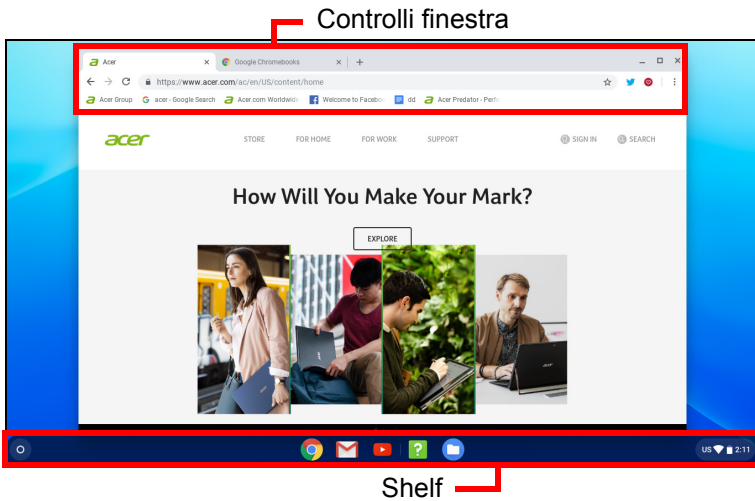 Controlli finestra
Acer
Google Chromebooks
https://www.acer.com/ac/en/US/content/home
Acer Group
acer - Google Search
Acer.com Worldwide
Welcome to Faceboo
dd
Acer Predator - Perfo
acer
STORE
FOR HOME
FOR WORK
SUPPORT
SIGN IN
SEARCH
How Will You Make Your Mark?
EXPLORE
acer
US
2:11
Shelf